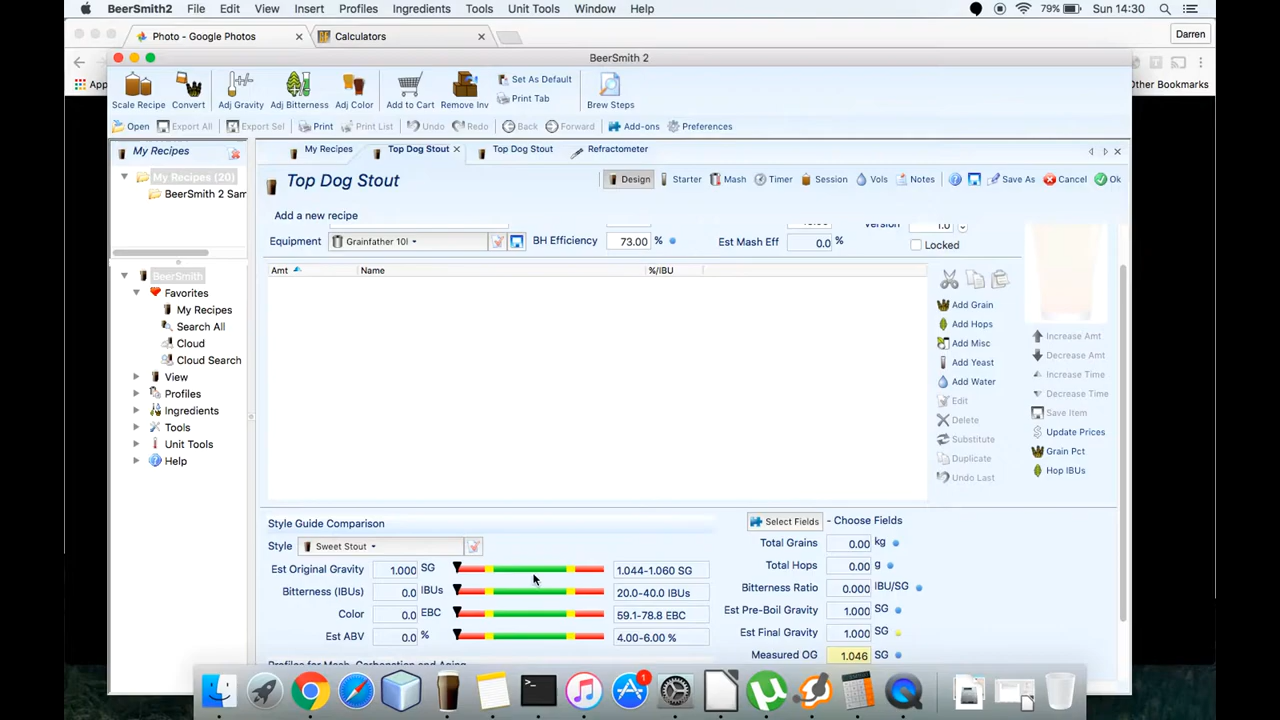 BeerSmith2 File Edit View Insert Profiles Ingredients Tools Unit Tools Window Help 79% Sun 14:30
Photo - Google Photos Calculators Darren
BeerSmith 2
App ther Bookmarks
Scale Recipe Convert Adj Gravity Adj Bitterness Adj Color Add to Cart Remove Inv Set As Default Print Tab Brew Steps
Open Export All Export Sel Print Print List Undo Redo Back Forward Add-ons Preferences
My Recipes
My Recipes (20)
BeerSmith 2 Sam
BeerSmith
Favorites
My Recipes
Search All
Cloud
Cloud Search
View
Profiles
Ingredients
Tools
Unit Tools
Help
My Recipes Top Dog Stout Top Dog Stout Refractometer
Top Dog Stout Design Starter Mash Timer Session Vols Notes Save As Cancel Ok
Add a new recipe
Version 1.0
Equipment Grainfather 10l BH Efficiency 73.00 % Est Mash Eff 0.0 % Locked
Amt Name %/IBU
Add Grain
Add Hops
Add Misc
Add Yeast
Add Water
Edit
Delete
Substitute
Duplicate
Undo Last
Increase Amt
Decrease Amt
Increase Time
Decrease Time
Save Item
Update Prices
Grain Pct
Hop IBUs
Style Guide Comparison
Style Sweet Stout
Est Original Gravity 1.000 SG 1.044-1.060 SG
Bitterness (IBUs) 0.0 IBUs 20.0-40.0 IBUs
Color 0.0 EBC 59.1-78.8 EBC
Est ABV 0.0 % 4.00-6.00 %
Profiles for Mash, Carbonation and Aging
Select Fields - Choose Fields
Total Grains 0.00 kg
Total Hops 0.00 g
Bitterness Ratio 0.000 IBU/SG
Est Pre-Boil Gravity 1.000 SG
Est Final Gravity 1.000 SG
Measured OG 1.046 SG
1